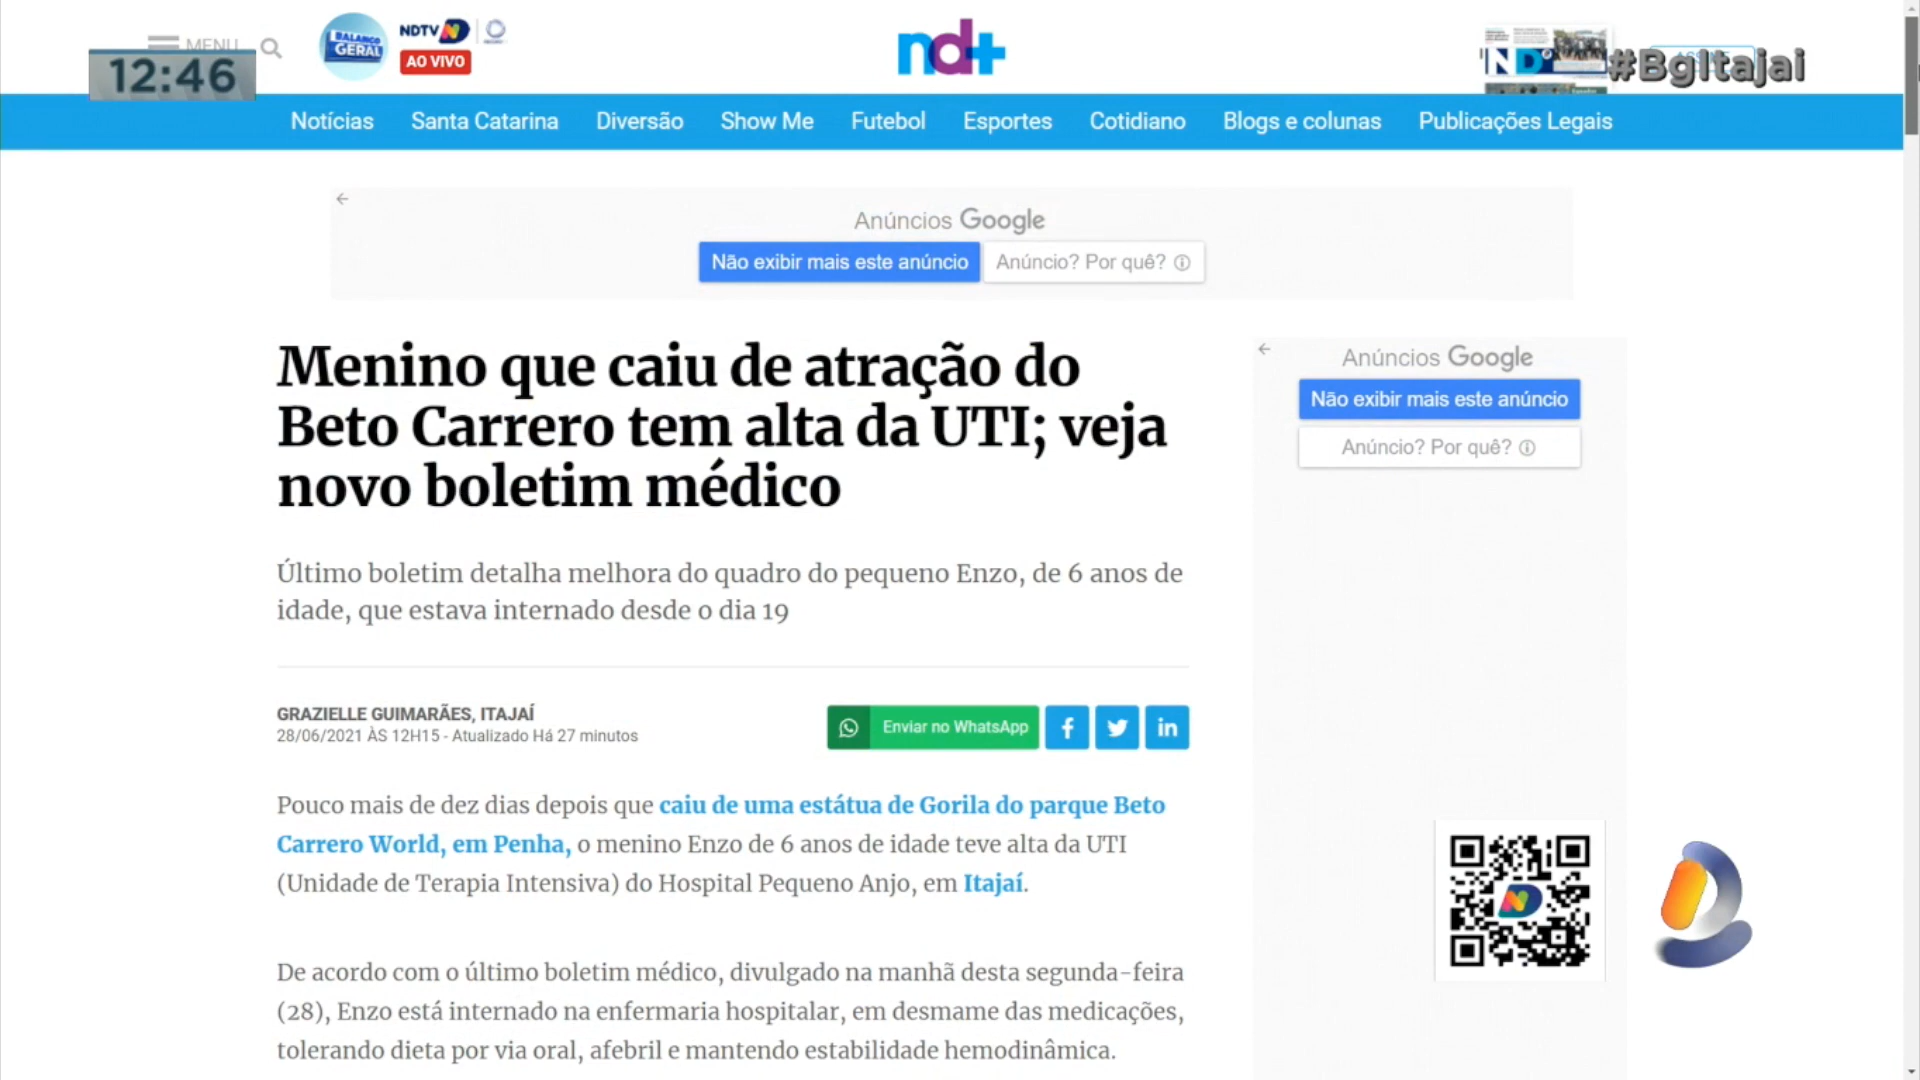 MENU
12:46
BALANÇO
GERAL
NDTV
AO VIVO
nd+
ND
#BgItajai
Notícias Santa Catarina Diversão Show Me Futebol Esportes Cotidiano Blogs e colunas Publicações Legais
Anúncios Google
Não exibir mais este anúncio Anúncio? Por quê?
Menino que caiu de atração do
Beto Carrero tem alta da UTI; veja
novo boletim médico
Anúncios Google
Não exibir mais este anúncio
Anúncio? Por quê?
Último boletim detalha melhora do quadro do pequeno Enzo, de 6 anos de
idade, que estava internado desde o dia 19
GRAZIELLE GUIMARÃES, ITAJAÍ
28/06/2021 ÀS 12H15 - Atualizado Há 27 minutos
Enviar no WhatsApp
Pouco mais de dez dias depois que caiu de uma estátua de Gorila do parque Beto
Carrero World, em Penha, o menino Enzo de 6 anos de idade teve alta da UTI
(Unidade de Terapia Intensiva) do Hospital Pequeno Anjo, em Itajaí.
De acordo com o último boletim médico, divulgado na manhã desta segunda-feira
(28), Enzo está internado na enfermaria hospitalar, em desmame das medicações,
tolerando dieta por via oral, afebril e mantendo estabilidade hemodinâmica.